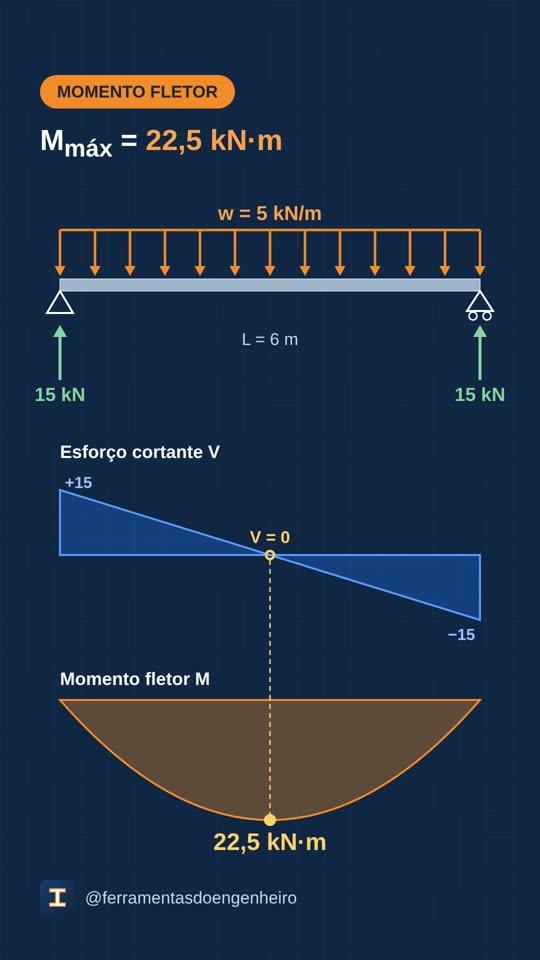 MOMENTO FLETOR
Mmáx = 22,5 kN·m
w = 5 kN/m
L = 6 m
15 kN 15 kN
Esforço cortante V
+15
V = 0
−15
Momento fletor M
22,5 kN·m
@ferramentasdoengenheiro